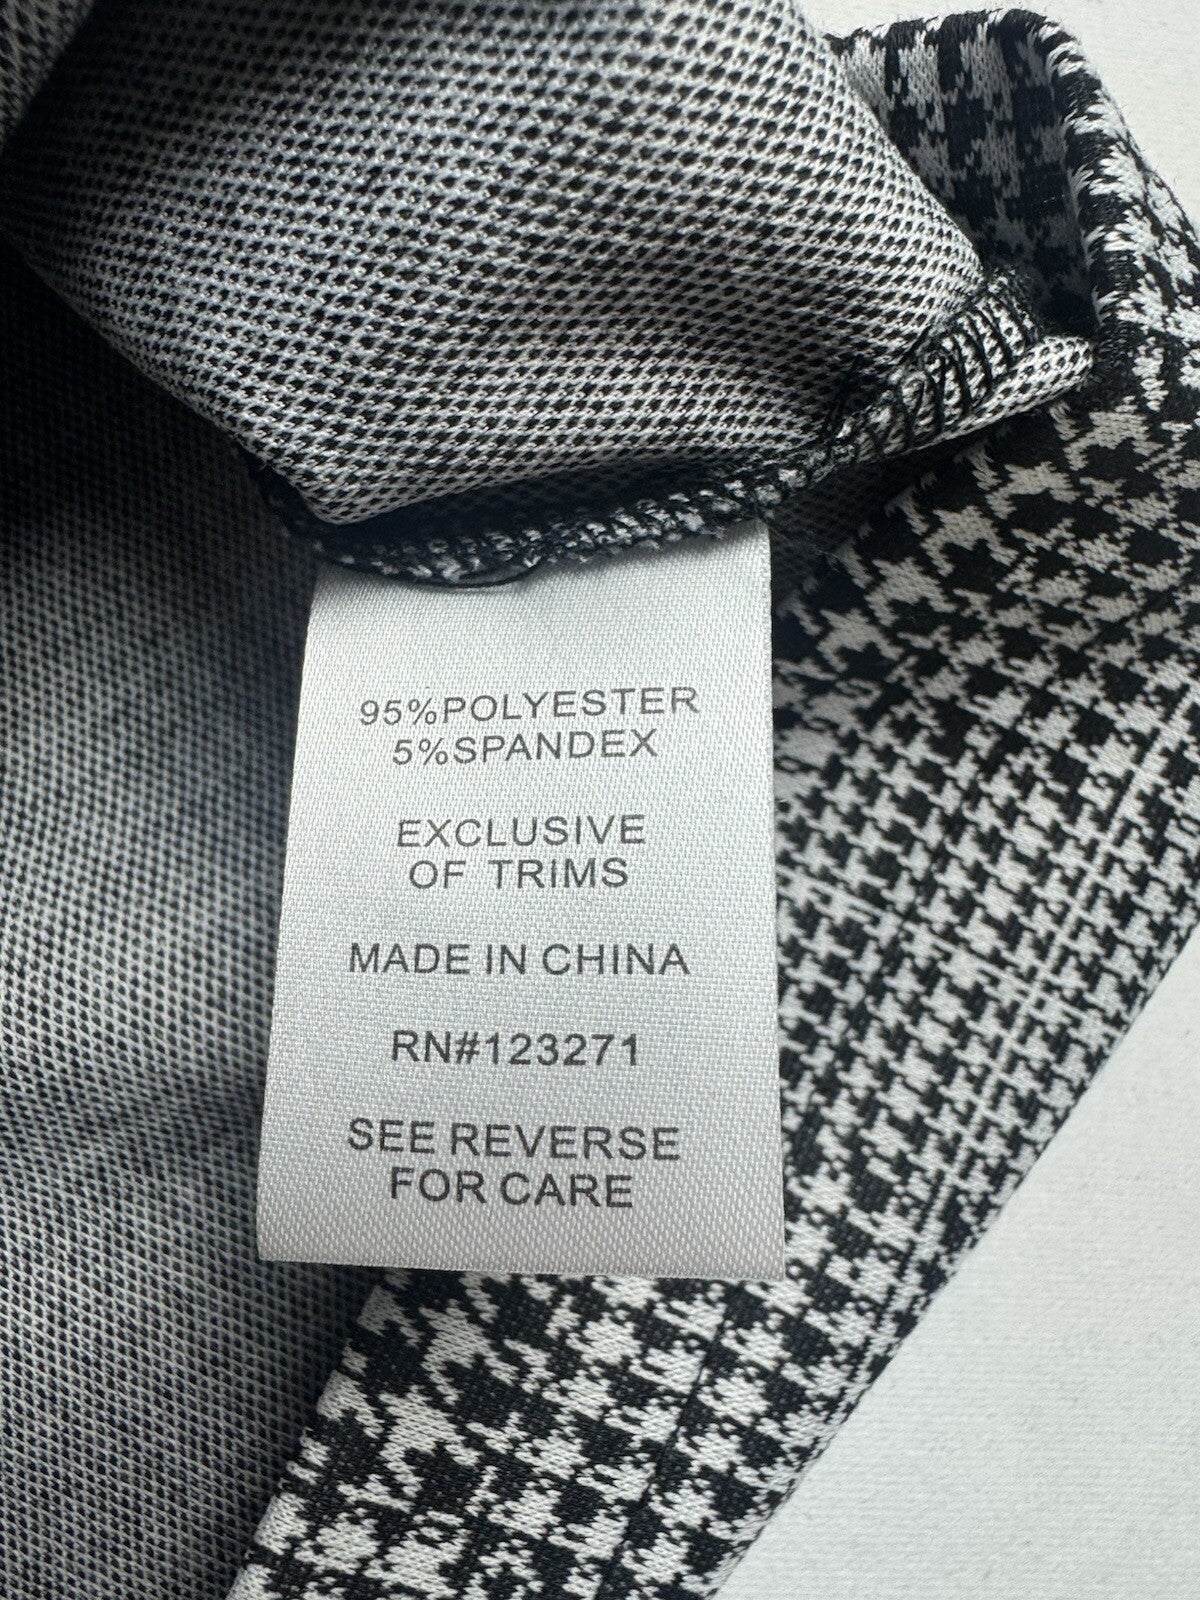 95%POLYESTER
5%SPANDEX
EXCLUSIVE
OF TRIMS
MADE IN CHINA
RN#123271
SEE REVERSE
FOR CARE